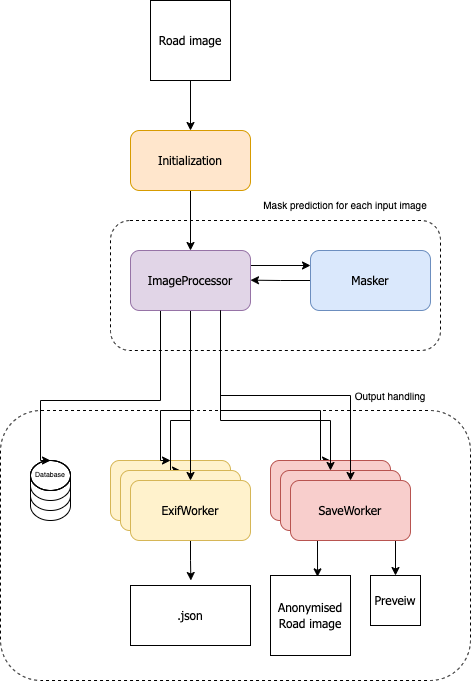 Road image
Initialization
Mask prediction for each input image
ImageProcessor
Masker
Output handling
Database
ExifWorker
SaveWorker
.json
Anonymised
Road image
Preveiw